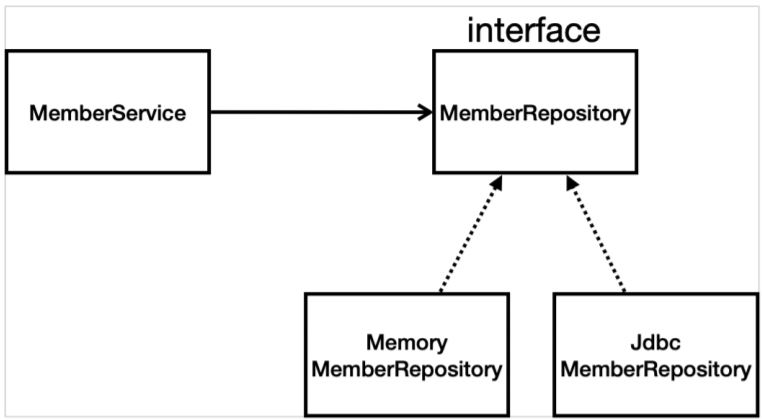 interface
MemberService
MemberRepository
Memory
MemberRepository
Jdbc
MemberRepository